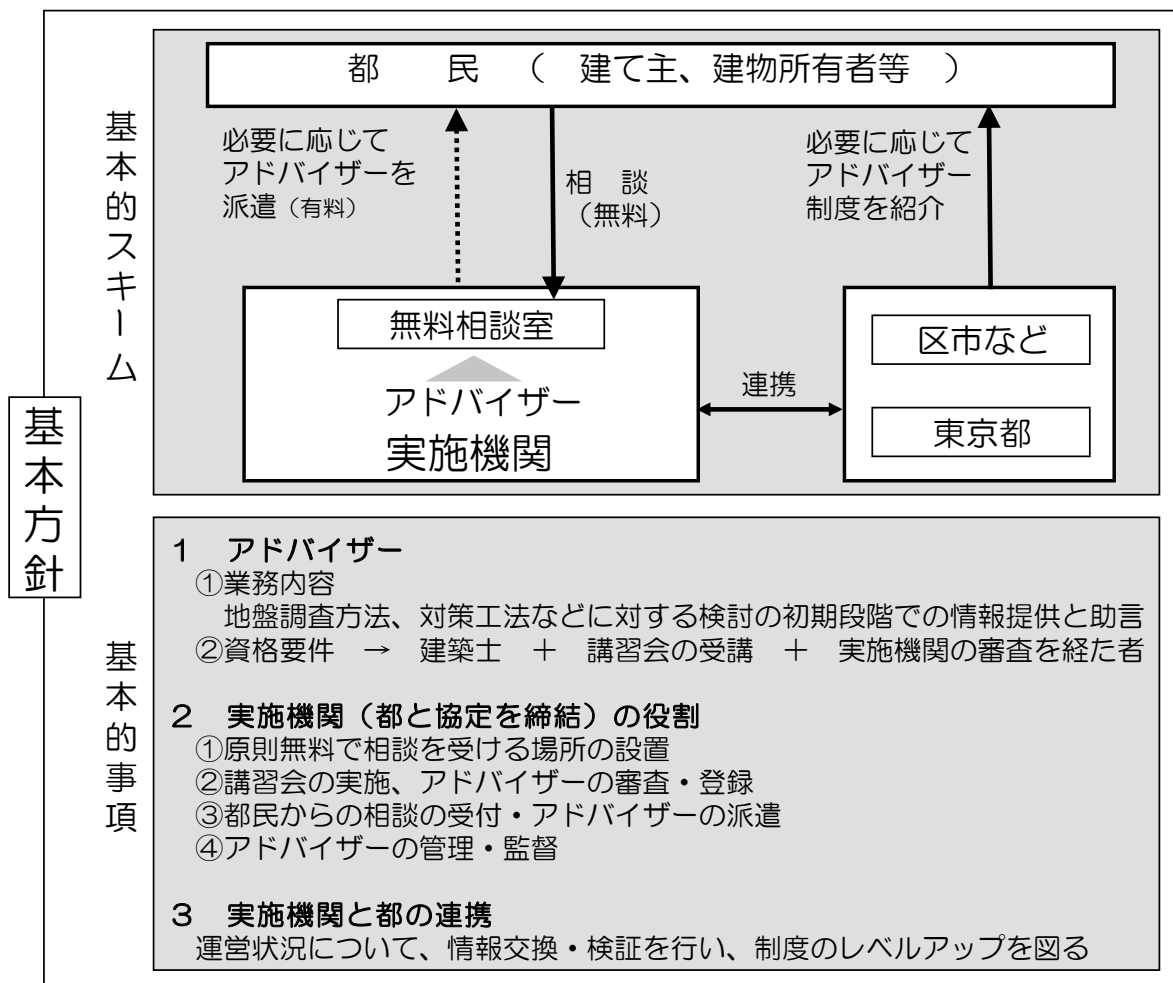 基本方針
基本的スキーム
都　民　（　建て主、建物所有者等　）
必要に応じて
アドバイザーを
派遣（有料）
相　談
（無料）
必要に応じて
アドバイザー
制度を紹介
無料相談室
アドバイザー
実施機関
連携
区市など
東京都
基本的事項
１　アドバイザー
①業務内容
地盤調査方法、対策工法などに対する検討の初期段階での情報提供と助言
②資格要件　→　建築士　＋　講習会の受講　＋　実施機関の審査を経た者
２　実施機関（都と協定を締結）の役割
①原則無料で相談を受ける場所の設置
②講習会の実施、アドバイザーの審査・登録
③都民からの相談の受付・アドバイザーの派遣
④アドバイザーの管理・監督
３　実施機関と都の連携
運営状況について、情報交換・検証を行い、制度のレベルアップを図る